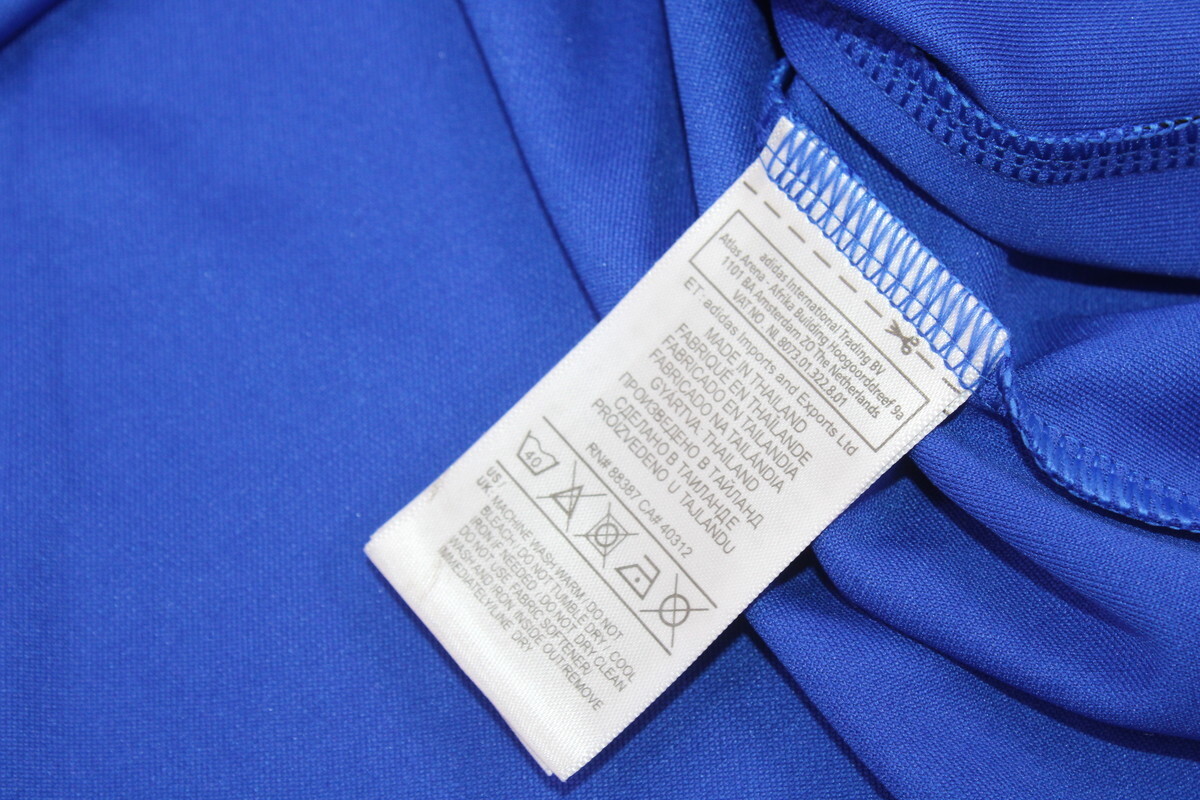 adidas International Trading BV
Atlas Arena - Afrika Building Hoogoorddreef 9a
1101 BA Amsterdam ZO The Netherlands
VAT NO.: NL 8073.01.322.B.01
ET: adidas Imports and Exports Ltd
MADE IN THAILAND
FABRIQUE EN THAILANDE
FABRICADO EN TAILANDIA
FABRICADO NA TAILANDIA
GYARTVA THAILAND
ПРОИЗВЕДЕНО В ТАЙЛАНД
СДЕЛАНО В ТАИЛАНДЕ
PROIZVEDENO U TAJLANDU
RN# 88387 CA# 40312
40
US
UK: MACHINE WASH WARM / DO NOT
BLEACH / DO NOT TUMBLE DRY / COOL
IRON IF NEEDED / DO NOT DRY CLEAN
DO NOT USE FABRIC SOFTENER/
WASH AND IRON INSIDE OUT/REMOVE
IMMEDIATELY/LINE DRY